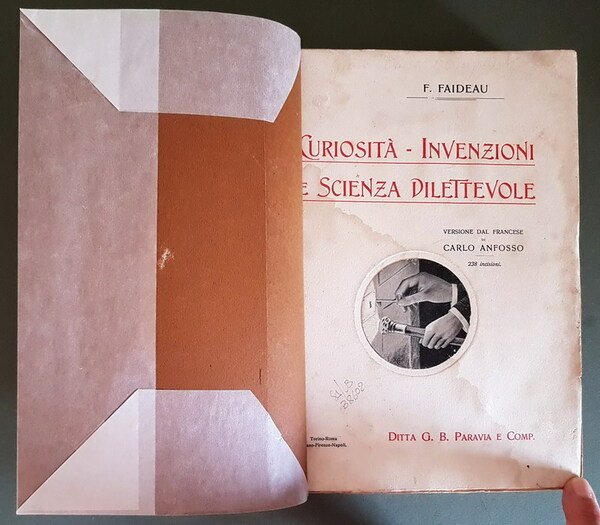 F. FAIDEAU
CURIOSITÀ - INVENZIONI
E SCIENZA DILETTEVOLE
VERSIONE DAL FRANCESE
DI
CARLO ANFOSSO
238 incisioni.
Torino-Roma
ano-Firenze-Napoli.
DITTA G. B. PARAVIA E COMP.